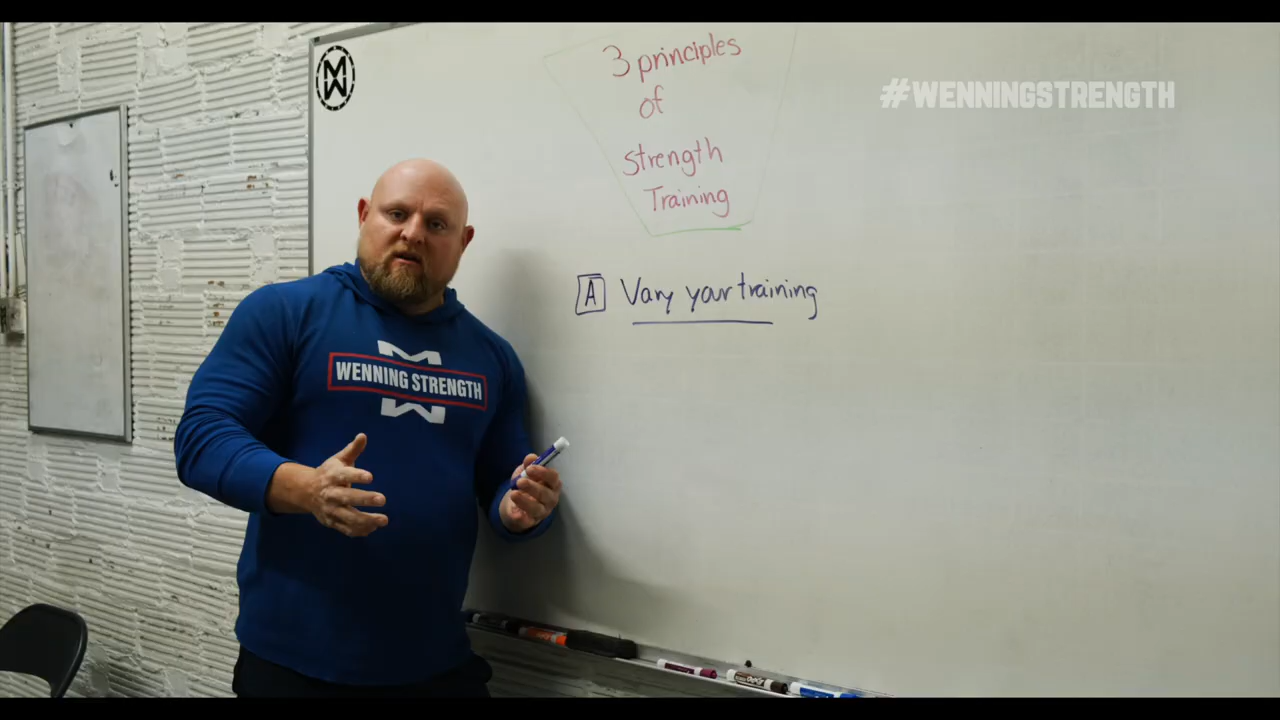 #WENNINGSTRENGTH
3 principles
of
Strength
Training
A Vary your training
WENNING STRENGTH